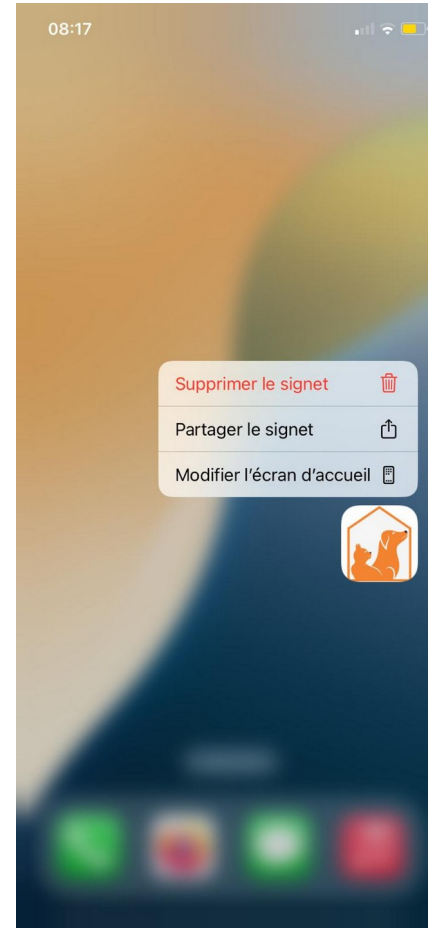 08:17
Supprimer le signet
Partager le signet
Modifier l’écran d’accueil